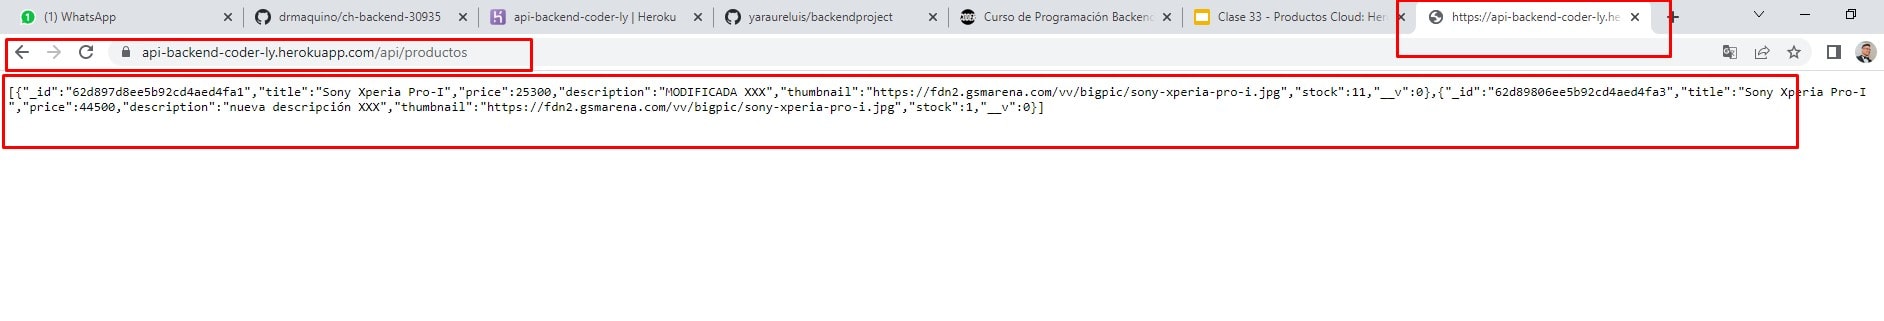 (1) WhatsApp
drmaquino/ch-backend-30935
api-backend-coder-ly | Heroku
yaraureluis/backendproject
Curso de Programación Backend
Clase 33 - Productos Cloud: Her
https://api-backend-coder-ly.he
api-backend-coder-ly.herokuapp.com/api/productos
[{"_id":"62d897d8ee5b92cd4aed4fa1","title":"Sony Xperia Pro-I","price":25300,"description":"MODIFICADA XXX","thumbnail":"https://fdn2.gsmarena.com/vv/bigpic/sony-xperia-pro-i.jpg","stock":11,"__v":0},{"_id":"62d89806ee5b92cd4aed4fa3","title":"Sony Xperia Pro-I
","price":44500,"description":"nueva descripción XXX","thumbnail":"https://fdn2.gsmarena.com/vv/bigpic/sony-xperia-pro-i.jpg","stock":1,"__v":0}]